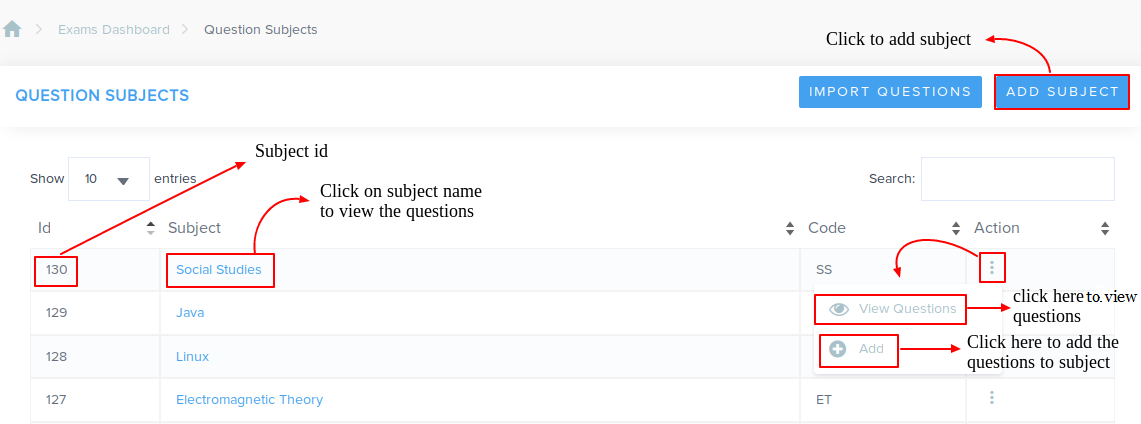 Exams Dashboard Question Subjects
Click to add subject
QUESTION SUBJECTS
IMPORT QUESTIONS
ADD SUBJECT
Subject id
Show 10 entries
Search:
Click on subject name
to view the questions
Id Subject Code Action
130 Social Studies SS
129 Java
View Questions
click here to.view
questions
128 Linux
Add
Click here to add the
questions to subject
127 Electromagnetic Theory ET